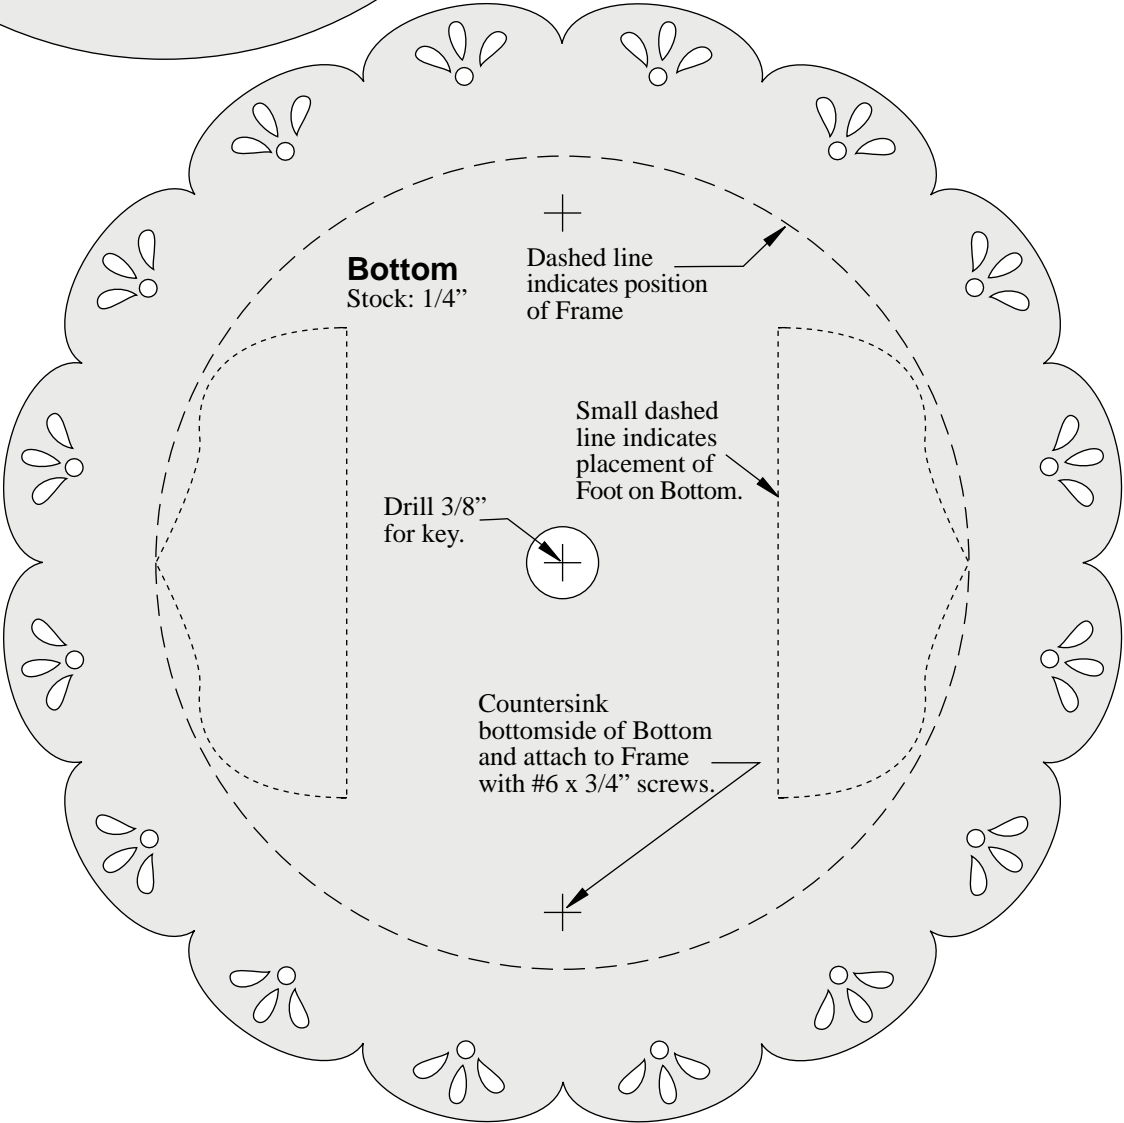 Bottom
Stock: 1/4”
Dashed line
indicates position
of Frame
Small dashed
line indicates
placement of
Foot on Bottom.
Drill 3/8”
for key.
Countersink
bottomside of Bottom
and attach to Frame
with #6 x 3/4” screws.